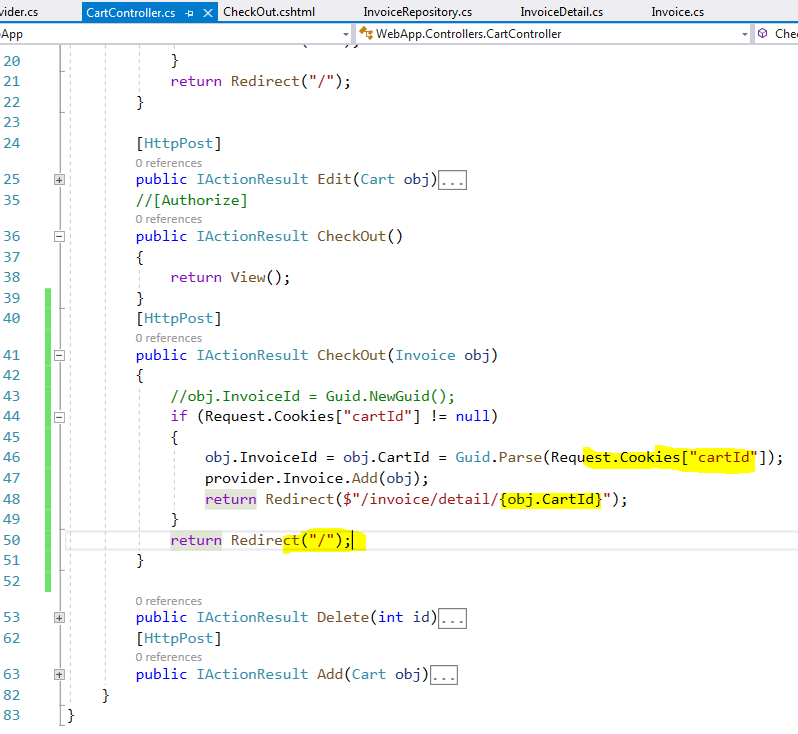 vider.cs CartController.cs CheckOut.cshtml InvoiceRepository.cs InvoiceDetail.cs Invoice.cs
App WebApp.Controllers.CartController Chec
20 }
21 return Redirect("/");
22 }
23
24 [HttpPost]
0 references
25 public IActionResult Edit(Cart obj)...
35 //[Authorize]
0 references
36 public IActionResult CheckOut()
37 {
38 return View();
39 }
40 [HttpPost]
0 references
41 public IActionResult CheckOut(Invoice obj)
42 {
43 //obj.InvoiceId = Guid.NewGuid();
44 if (Request.Cookies["cartId"] != null)
45 {
46 obj.InvoiceId = obj.CartId = Guid.Parse(Request.Cookies["cartId"]);
47 provider.Invoice.Add(obj);
48 return Redirect($"/invoice/detail/{obj.CartId}");
49 }
50 return Redirect("/");
51 }
52
0 references
53 public IActionResult Delete(int id)...
62 [HttpPost]
0 references
63 public IActionResult Add(Cart obj)...
82 }
83 }